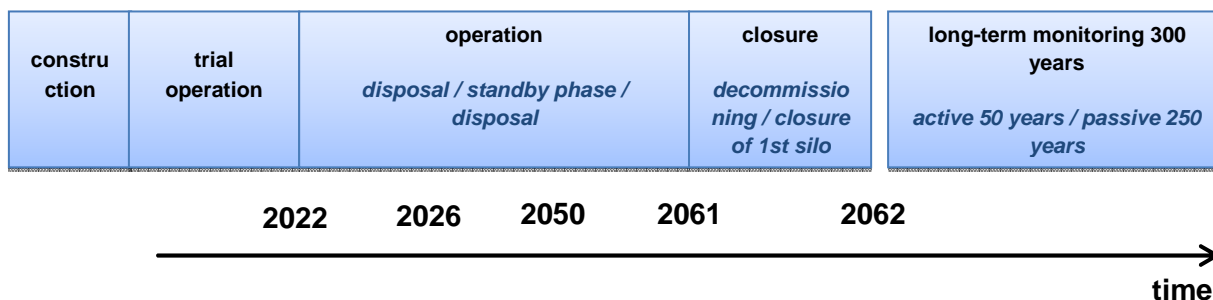 constru
ction
trial
operation
operation
disposal / standby phase /
disposal
closure
decommissio
ning / closure
of 1st silo
long-term monitoring 300
years
active 50 years / passive 250
years
2022 2026 2050 2061 2062
time